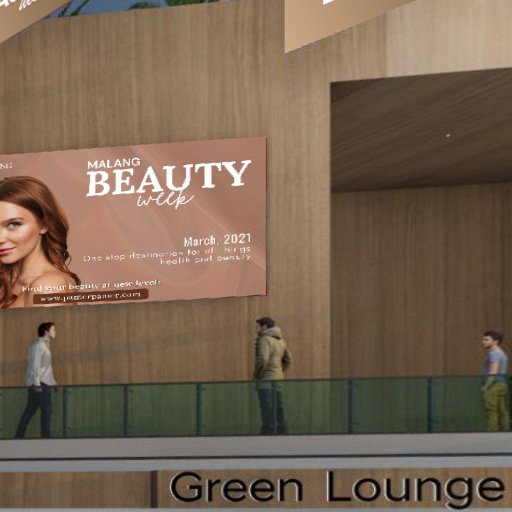 MALANG
BEAUTY
week
March, 2021
One stop destination for all things
health and beauty
Find your beauty at new level!
Green Lounge